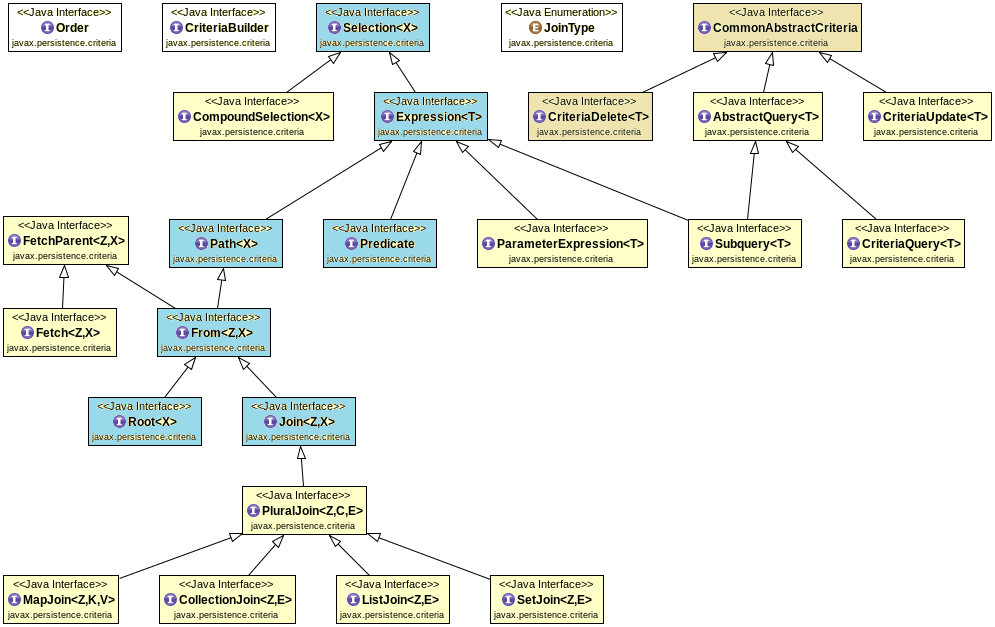 <<Java Interface>>
I Order
javax.persistence.criteria
<<Java Interface>>
I CriteriaBuilder
javax.persistence.criteria
<<Java Interface>>
I Selection<X>
javax.persistence.criteria
<<Java Enumeration>>
E JoinType
javax.persistence.criteria
<<Java Interface>>
I CommonAbstractCriteria
javax.persistence.criteria
<<Java Interface>>
I CompoundSelection<X>
javax.persistence.criteria
<<Java Interface>>
I Expression<T>
javax.persistence.criteria
<<Java Interface>>
I CriteriaDelete<T>
javax.persistence.criteria
<<Java Interface>>
I AbstractQuery<T>
javax.persistence.criteria
<<Java Interface>>
I CriteriaUpdate<T>
javax.persistence.criteria
<<Java Interface>>
I FetchParent<Z,X>
javax.persistence.criteria
<<Java Interface>>
I Path<X>
javax.persistence.criteria
<<Java Interface>>
I Predicate
javax.persistence.criteria
<<Java Interface>>
I ParameterExpression<T>
javax.persistence.criteria
<<Java Interface>>
I Subquery<T>
javax.persistence.criteria
<<Java Interface>>
I CriteriaQuery<T>
javax.persistence.criteria
<<Java Interface>>
I Fetch<Z,X>
javax.persistence.criteria
<<Java Interface>>
I From<Z,X>
javax.persistence.criteria
<<Java Interface>>
I Root<X>
javax.persistence.criteria
<<Java Interface>>
I Join<Z,X>
javax.persistence.criteria
<<Java Interface>>
I PluralJoin<Z,C,E>
javax.persistence.criteria
<<Java Interface>>
I MapJoin<Z,K,V>
javax.persistence.criteria
<<Java Interface>>
I CollectionJoin<Z,E>
javax.persistence.criteria
<<Java Interface>>
I ListJoin<Z,E>
javax.persistence.criteria
<<Java Interface>>
I SetJoin<Z,E>
javax.persistence.criteria